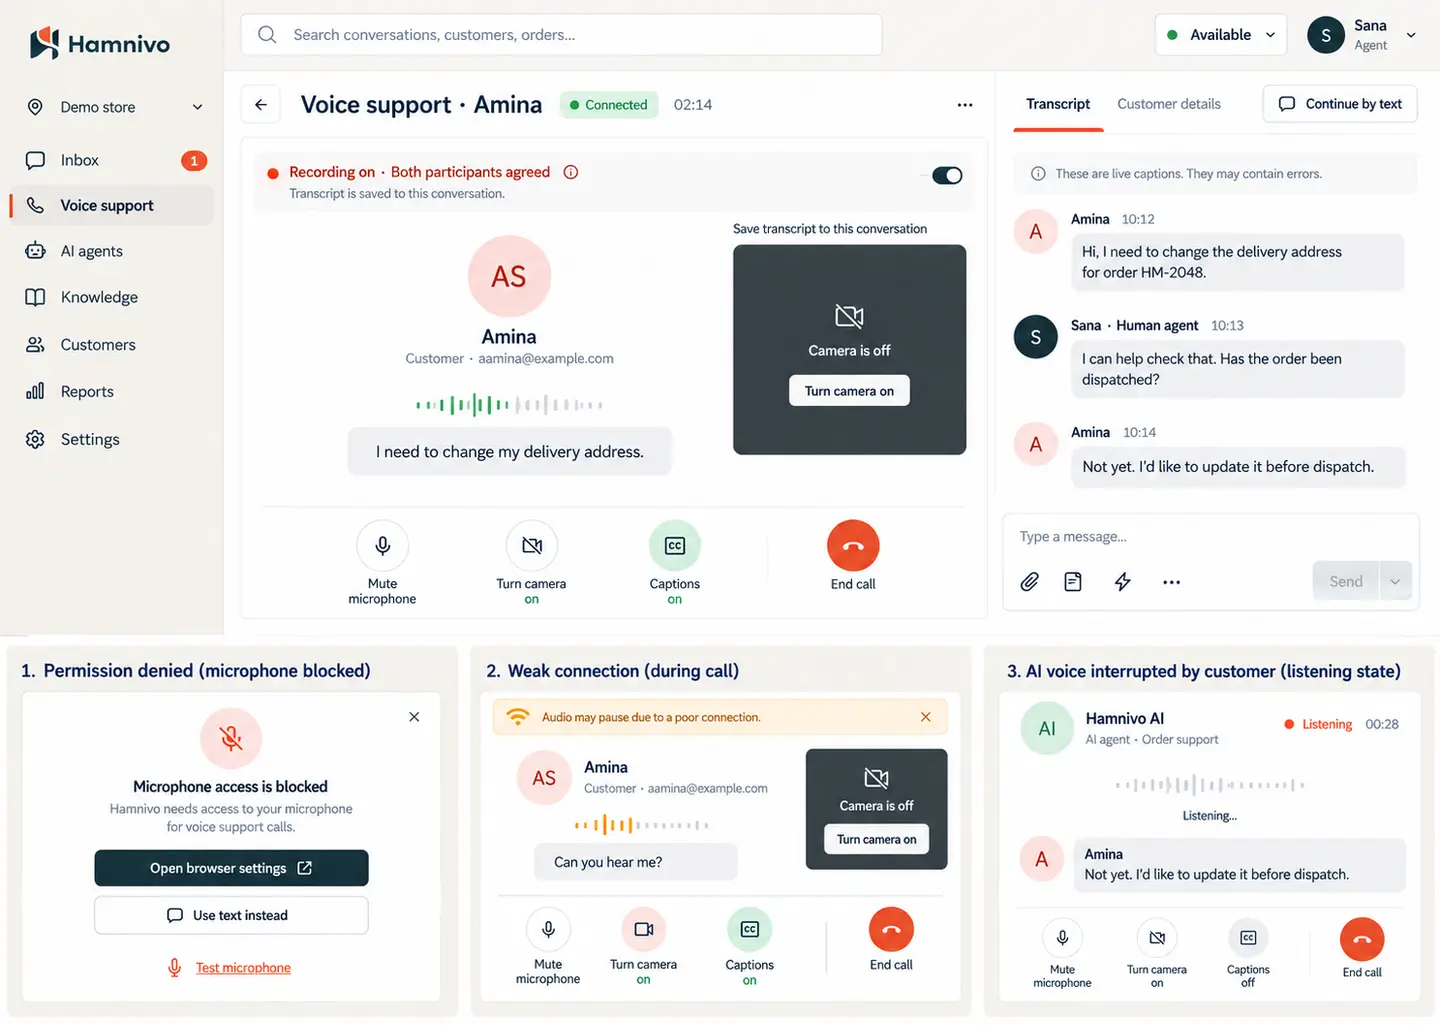 Hamnivo
Search conversations, customers, orders...
Available
S
Sana
Agent
Demo store
Inbox
1
Voice support
AI agents
Knowledge
Customers
Reports
Settings
Voice support · Amina
Connected
02:14
Recording on · Both participants agreed
Transcript is saved to this conversation.
AS
Amina
Customer · aamina@example.com
I need to change my delivery address.
Save transcript to this conversation
Camera is off
Turn camera on
Mute
microphone
Turn camera
on
CC
Captions
on
End call
Transcript
Customer details
Continue by text
These are live captions. They may contain errors.
A
Amina 10:12
Hi, I need to change the delivery address
for order HM-2048.
S
Sana · Human agent 10:13
I can help check that. Has the order been
dispatched?
A
Amina 10:14
Not yet. I'd like to update it before dispatch.
Type a message...
Send
1. Permission denied (microphone blocked)
Microphone access is blocked
Hamnivo needs access to your microphone
for voice support calls.
Open browser settings
Use text instead
Test microphone
2. Weak connection (during call)
Audio may pause due to a poor connection.
AS
Amina
Customer · aamina@example.com
Can you hear me?
Camera is off
Turn camera on
Mute
microphone
Turn camera
on
CC
Captions
on
End call
3. AI voice interrupted by customer (listening state)
AI
Hamnivo AI
AI agent · Order support
Listening
00:28
Listening...
A
Amina
Not yet. I'd like to update it before dispatch.
Mute
microphone
Turn camera
on
CC
Captions
off
End call